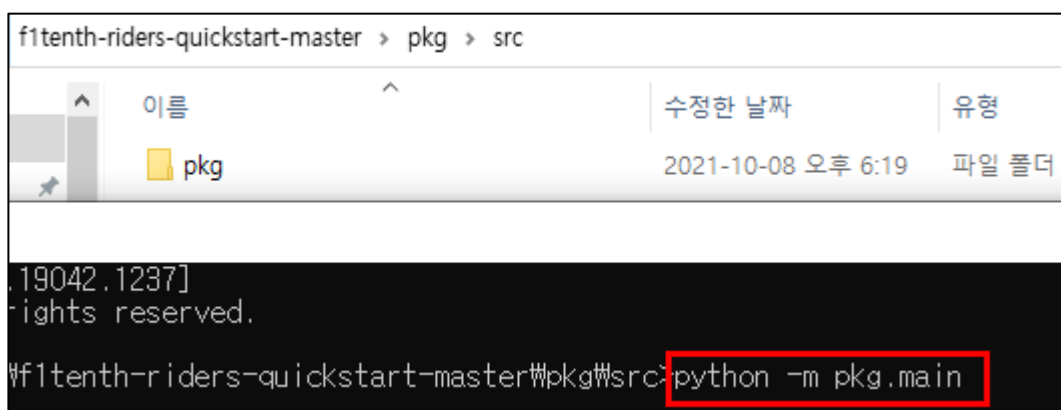 f1tenth-riders-quickstart-master > pkg > src
이름 수정한 날짜 유형
pkg 2021-10-08 오후 6:19 파일 폴더
.19042.1237]
rights reserved.
₩f1tenth-riders-quickstart-master₩pkg₩src>python -m pkg.main